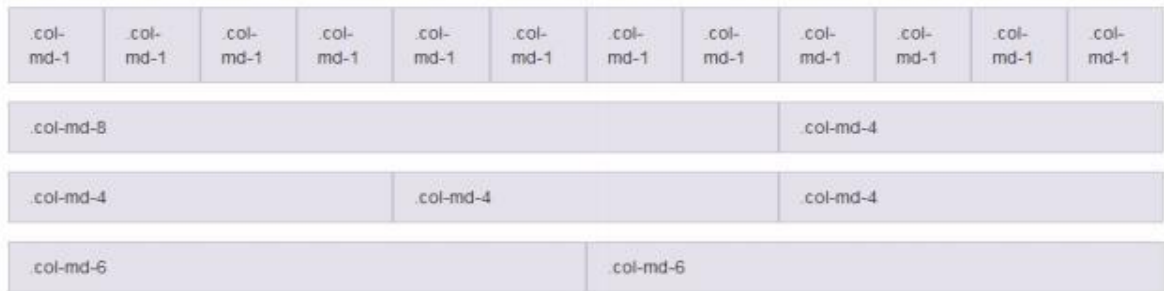 .col- .col- .col- .col- .col- .col- .col- .col- .col- .col- .col- .col-
md-1 md-1 md-1 md-1 md-1 md-1 md-1 md-1 md-1 md-1 md-1 md-1
.col-md-8 .col-md-4
.col-md-4 .col-md-4 .col-md-4
.col-md-6 .col-md-6